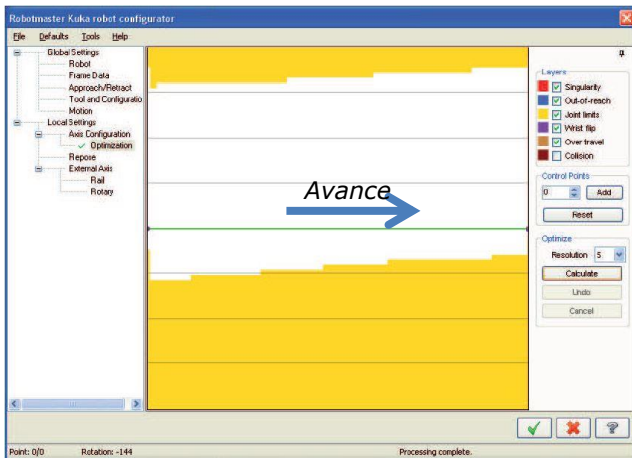 Robotmaster Kuka robot configurator
File Defaults Tools Help
Global Settings
Robot
Frame Data
Approach/Retract
Tool and Configuratio
Motion
Local Settings
Axis Configuration
Optimization
Repose
External Axis
Rail
Rotary
Avance
Layers
Singularity
Out-of-reach
Joint limits
Wrist flip
Over travel
Collision
Control Points
0 Add
Reset
Optimize
Resolution 5
Calculate
Undo
Cancel
Point: 0/0 Rotation: -144 Processing complete.